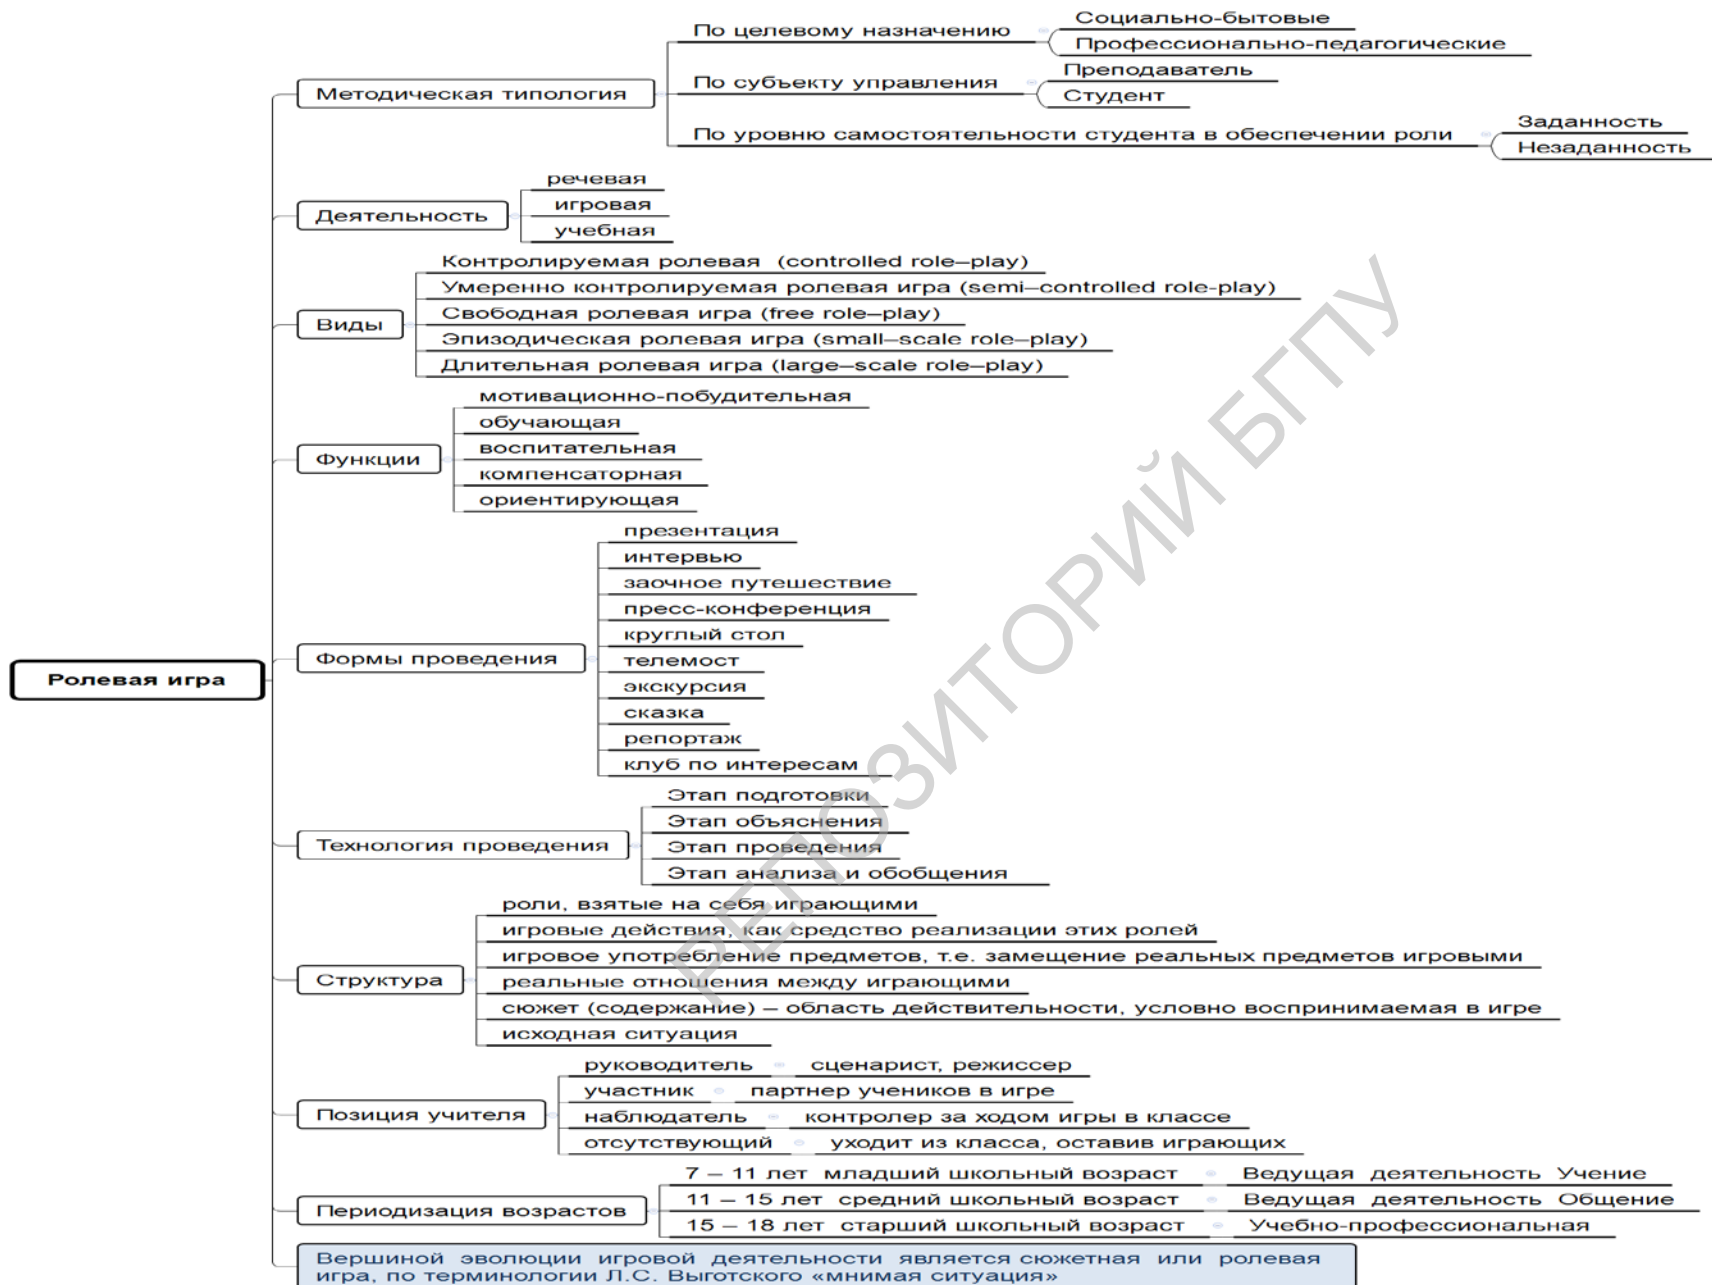 По целевому назначению
Социально-бытовые
Профессионально-педагогические
Методическая типология
По субъекту управления
Преподаватель
Студент
По уровню самостоятельности студента в обеспечении роли
Заданность
Незаданность
Деятельность
речевая
игровая
учебная
Виды
Контролируемая ролевая (controlled role–play)
Умеренно контролируемая ролевая игра (semi–controlled role-play)
Свободная ролевая игра (free role–play)
Эпизодическая ролевая игра (small–scale role–play)
Длительная ролевая игра (large–scale role–play)
Функции
мотивационно-побудительная
обучающая
воспитательная
компенсаторная
ориентирующая
Ролевая игра
Формы проведения
презентация
интервью
заочное путешествие
пресс-конференция
круглый стол
телемост
экскурсия
сказка
репортаж
клуб по интересам
Технология проведения
Этап подготовки
Этап объяснения
Этап проведения
Этап анализа и обобщения
Структура
роли, взятые на себя играющими
игровые действия, как средство реализации этих ролей
игровое употребление предметов, т.е. замещение реальных предметов игровыми
реальные отношения между играющими
сюжет (содержание) – область действительности, условно воспринимаемая в игре
исходная ситуация
Позиция учителя
руководитель сценарист, режиссер
участник партнер учеников в игре
наблюдатель контролер за ходом игры в классе
отсутствующий уходит из класса, оставив играющих
Периодизация возрастов
7 – 11 лет младший школьный возраст Ведущая деятельность Учение
11 – 15 лет средний школьный возраст Ведущая деятельность Общение
15 – 18 лет старший школьный возраст Учебно-профессиональная
Вершиной эволюции игровой деятельности является сюжетная или ролевая
игра, по терминологии Л.С. Выготского «мнимая ситуация»
РЕПОЗИТОРИЙ БГПУ